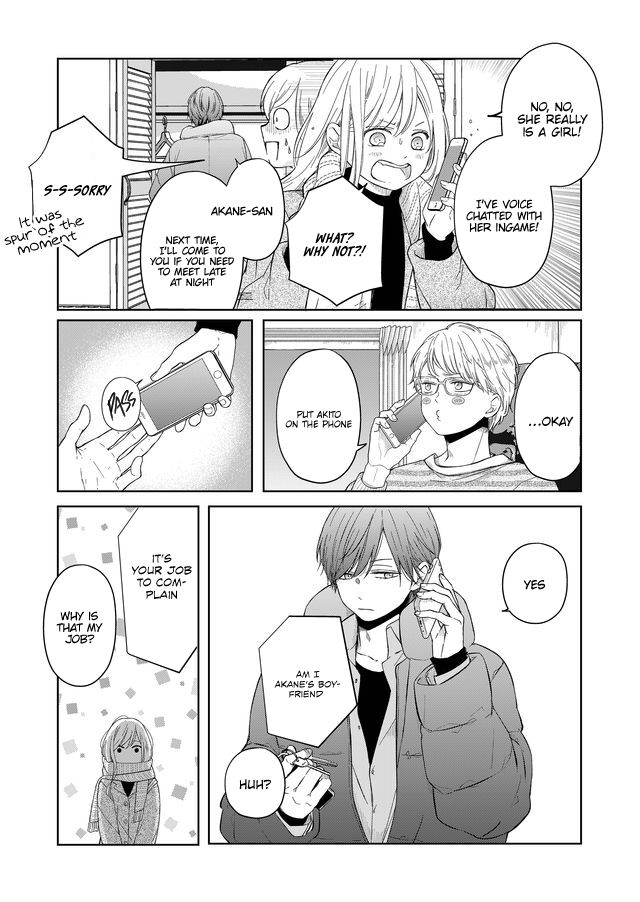 NO, NO,
SHE REALLY
IS A GIRL!
I'VE VOICE
CHATTED WITH
HER INGAME!
WHAT?
WHY NOT?!
AKANE-SAN
NEXT TIME,
I'LL COME TO
YOU IF YOU NEED
TO MEET LATE
AT NIGHT
S-S-SORRY
It was
spur of the
moment
...OKAY
PUT AKITO
ON THE PHONE
PASS
YES
AM I
AKANE'S BOY-
FRIEND
HUH?
IT'S
YOUR JOB
TO COM-
PLAIN
WHY IS
THAT MY
JOB?